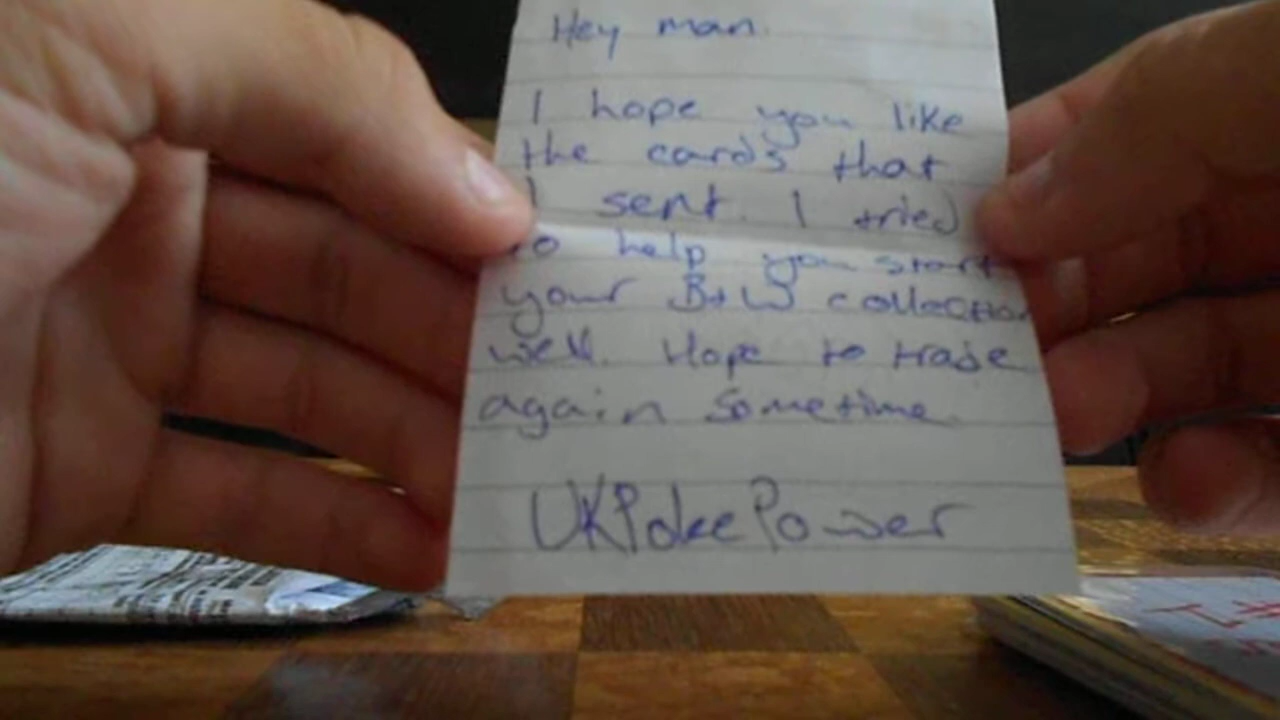 Hey man.
I hope you like
the cards that
I sent. I tried
to help you start
your B+W collection
well. Hope to trade
again sometime.
UKPokePower